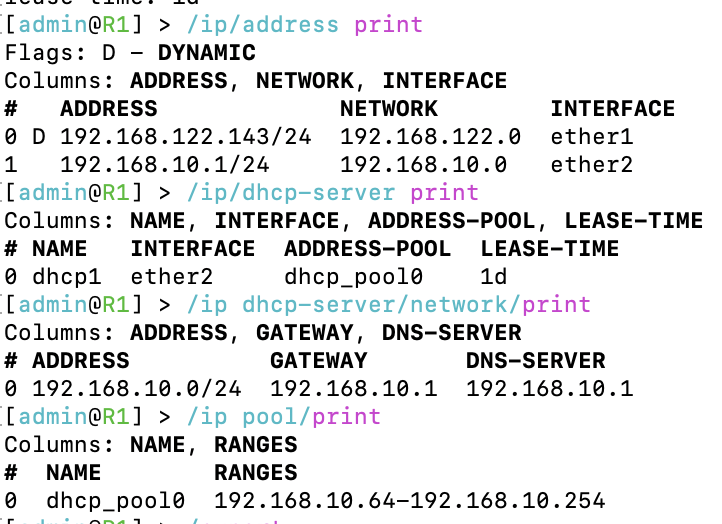 lease time: 1d
[admin@R1] > /ip/address print
Flags: D - DYNAMIC
Columns: ADDRESS, NETWORK, INTERFACE
#   ADDRESS             NETWORK        INTERFACE
0 D 192.168.122.143/24  192.168.122.0  ether1
1   192.168.10.1/24     192.168.10.0   ether2
[admin@R1] > /ip/dhcp-server print
Columns: NAME, INTERFACE, ADDRESS-POOL, LEASE-TIME
# NAME   INTERFACE  ADDRESS-POOL  LEASE-TIME
0 dhcp1  ether2     dhcp_pool0    1d
[admin@R1] > /ip dhcp-server/network/print
Columns: ADDRESS, GATEWAY, DNS-SERVER
# ADDRESS          GATEWAY       DNS-SERVER
0 192.168.10.0/24  192.168.10.1  192.168.10.1
[admin@R1] > /ip pool/print
Columns: NAME, RANGES
#  NAME        RANGES
0  dhcp_pool0  192.168.10.64-192.168.10.254
[admin@R1] >